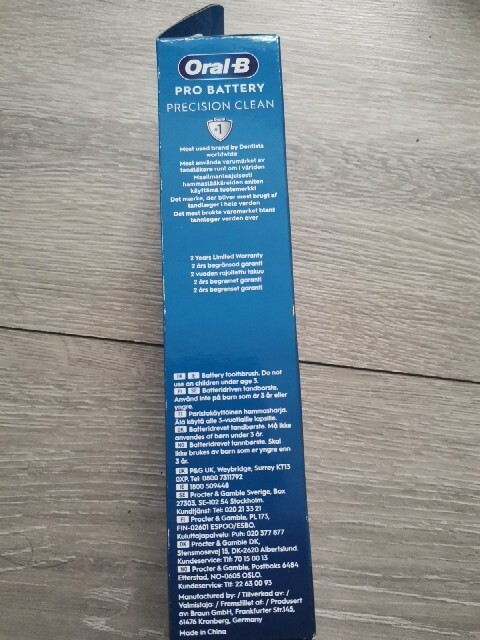 Oral-B
PRO BATTERY
PRECISION CLEAN
#1
Most used brand by Dentists
worldwide
Mest använda varumärket av
tandläkare runt om i världen
Maailmanlaajuisesti
hammaslääkäreiden eniten
käyttämä tuotemerkki
Det mærke, der bliver mest brugt af
tandlæger i hele verden
Det mest brukte varemerket blant
tannleger verden over
2 Years Limited Warranty
2 års begränsad garanti
2 vuoden rajoitettu takuu
2 års begrænset garanti
2 års begrenset garanti
Battery toothbrush. Do not
use on children under age 3.
Batteridriven tandborste.
Använd inte på barn som är 3 år eller
yngre.
Paristokäyttöinen hammasharja.
Älä käytä alle 3-vuotiaille lapsille.
Batteridrevet tandbørste. Må ikke
anvendes af børn under 3 år.
NO Batteridrevet tannbørste. Skal
ikke brukes av barn som er yngre enn
3 år.
UK P&G UK, Weybridge, Surrey KT13
0XP. Tel: 0800 7311792
IE 1800 509448
SE Procter & Gamble Sverige, Box
27303, SE-102 54 Stockholm.
Kundtjänst: Tel: 020 21 33 21
FI Procter & Gamble, PL 173,
FIN-02601 ESPOO/ESBO.
Kuluttajapalvelu: Puh: 020 377 877
Procter & Gamble DK,
Stensmosevej 15, DK-2620 Albertslund.
Kundeservice: Tlf: 70 15 00 13
NO Procter & Gamble, Postboks 6484
Etterstad, NO-0605 OSLO.
Kundeservice: Tlf: 22 63 00 93
Manufactured by: / Tillverkad av: /
Valmistaja: / Fremstillet af: / Produsert
av: Braun GmbH, Frankfurter Str.145,
61476 Kronberg, Germany
Made in China